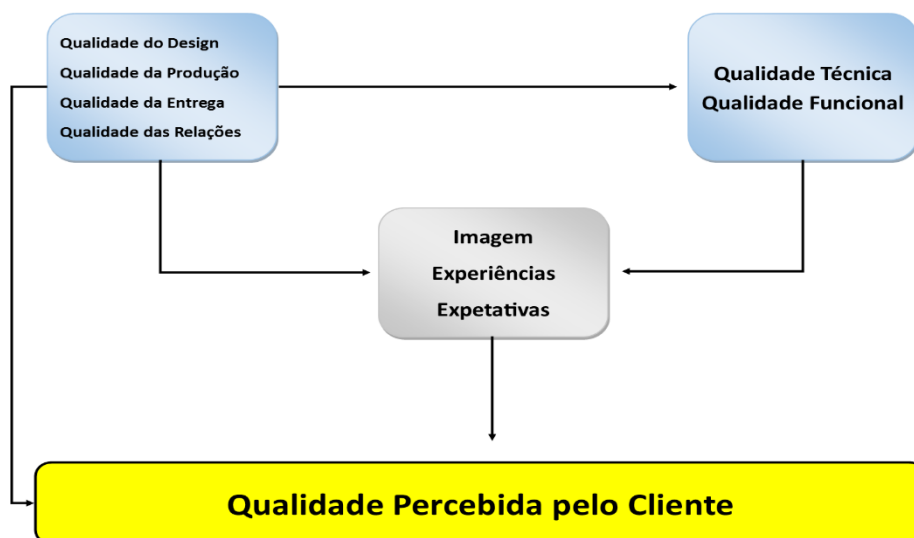 Qualidade do Design
Qualidade da Produção
Qualidade da Entrega
Qualidade das Relações
Qualidade Técnica
Qualidade Funcional
Imagem
Experiências
Expetativas
Qualidade Percebida pelo Cliente